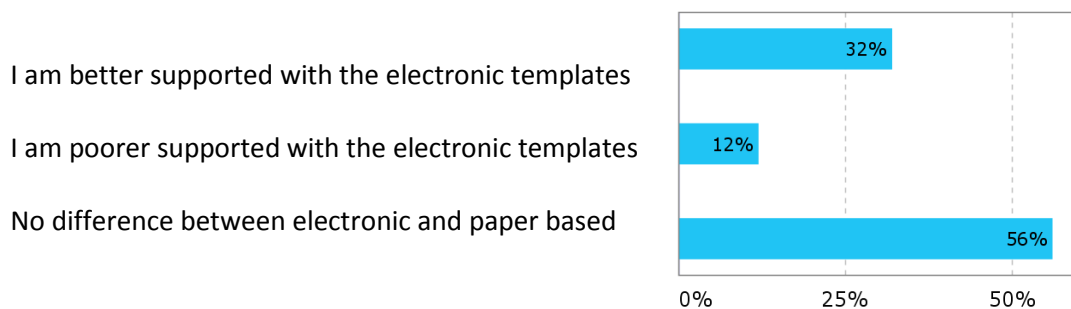 32%
I am better supported with the electronic templates
12%
I am poorer supported with the electronic templates
No difference between electronic and paper based
56%
0% 25% 50%